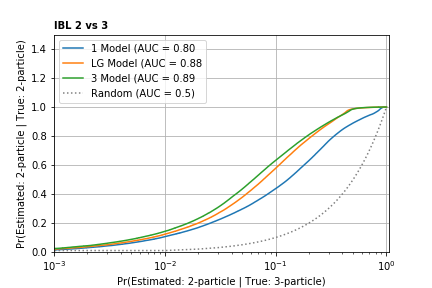 IBL 2 vs 3
1 Model (AUC = 0.80
LG Model (AUC = 0.88
3 Model (AUC = 0.89
Random (AUC = 0.5)
Pr(Estimated: 2-particle | True: 2-particle)
1.4
1.2
1.0
0.8
0.6
0.4
0.2
0.0
10⁻³ 10⁻² 10⁻¹ 10⁰
Pr(Estimated: 2-particle | True: 3-particle)